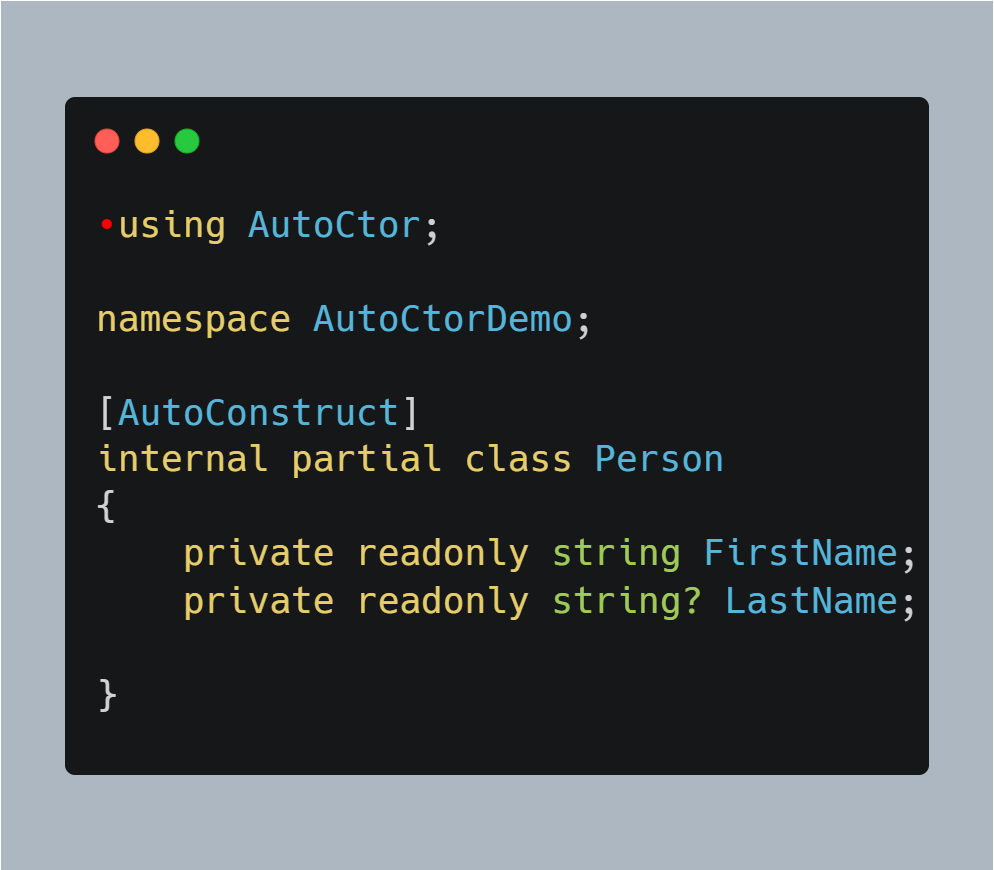 •using AutoCtor;
namespace AutoCtorDemo;
[AutoConstruct]
internal partial class Person
{
    private readonly string FirstName;
    private readonly string? LastName;
}